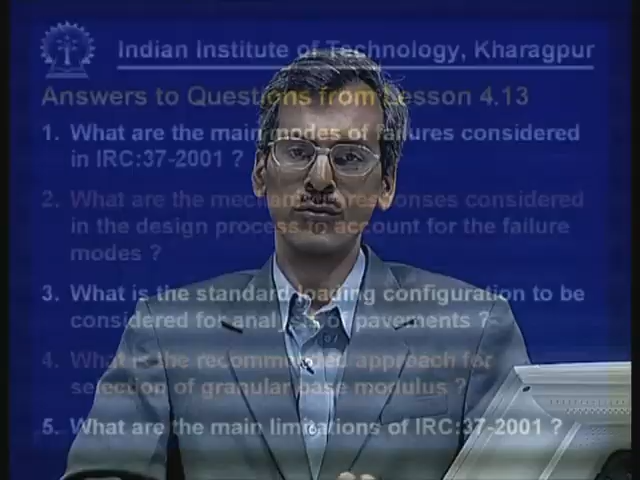 Indian Institute of Technology, Kharagpur
Answers to Questions from Lesson 4.13
1. What are the main modes of failures considered
in IRC:37-2001 ?
2. What are the mechanistic responses considered
in the design process to account for the failure
modes ?
3. What is the standard loading configuration to be
considered for analysis of pavements ?
4. What is the recommended approach for
selection of granular base modulus ?
5. What are the main limitations of IRC:37-2001 ?